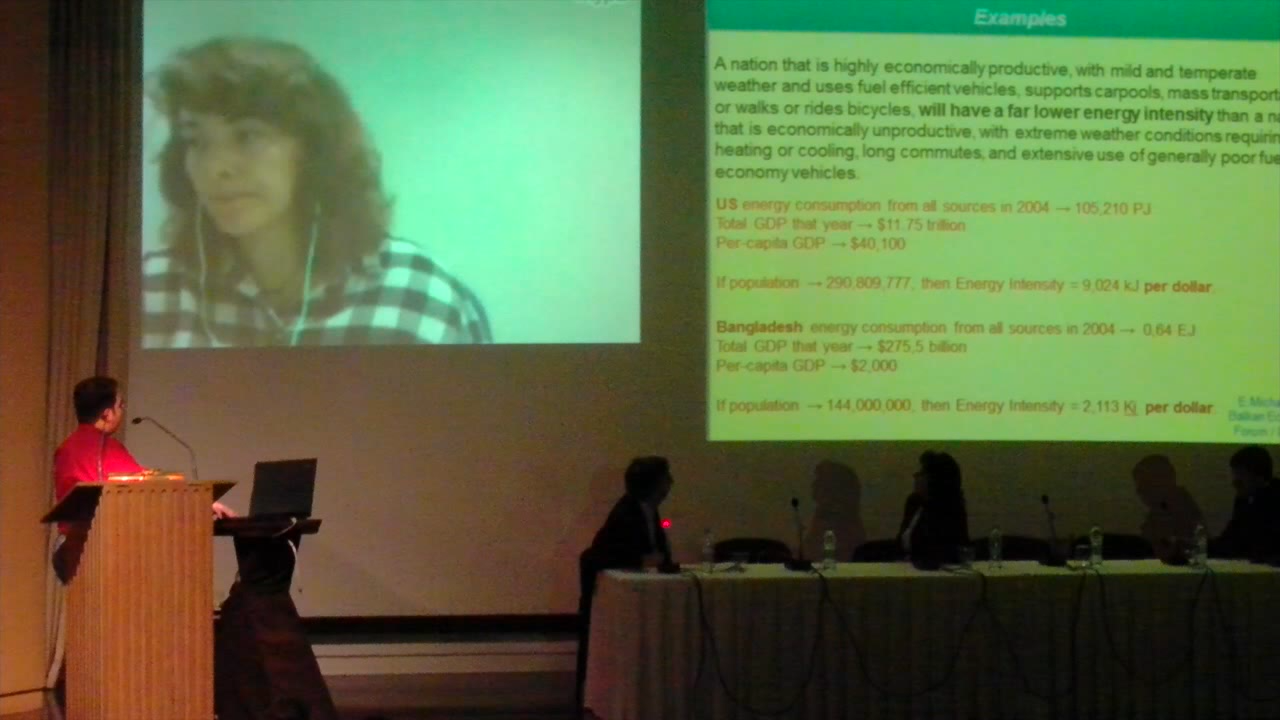 Examples
A nation that is highly economically productive, with mild and temperate
weather and uses fuel efficient vehicles, supports carpools, mass transport
or walks or rides bicycles, will have a far lower energy intensity than a
that is economically unproductive, with extreme weather conditions
heating or cooling, long commutes, and extensive use of generally poor
economy vehicles.
US energy consumption from all sources in 2004 → 105,210 PJ
Total GDP that year → $11.75 trillion
Per-capita GDP → $40,100
If population → 290,809,777, then Energy Intensity = 9,024 kJ per dollar.
Bangladesh energy consumption from all sources in 2004 → 0,64 EJ
Total GDP that year → $275,5 billion
Per-capita GDP → $2,000
If population → 144,000,000, then Energy Intensity = 2,113 Kj per dollar
Balkan
Forum /